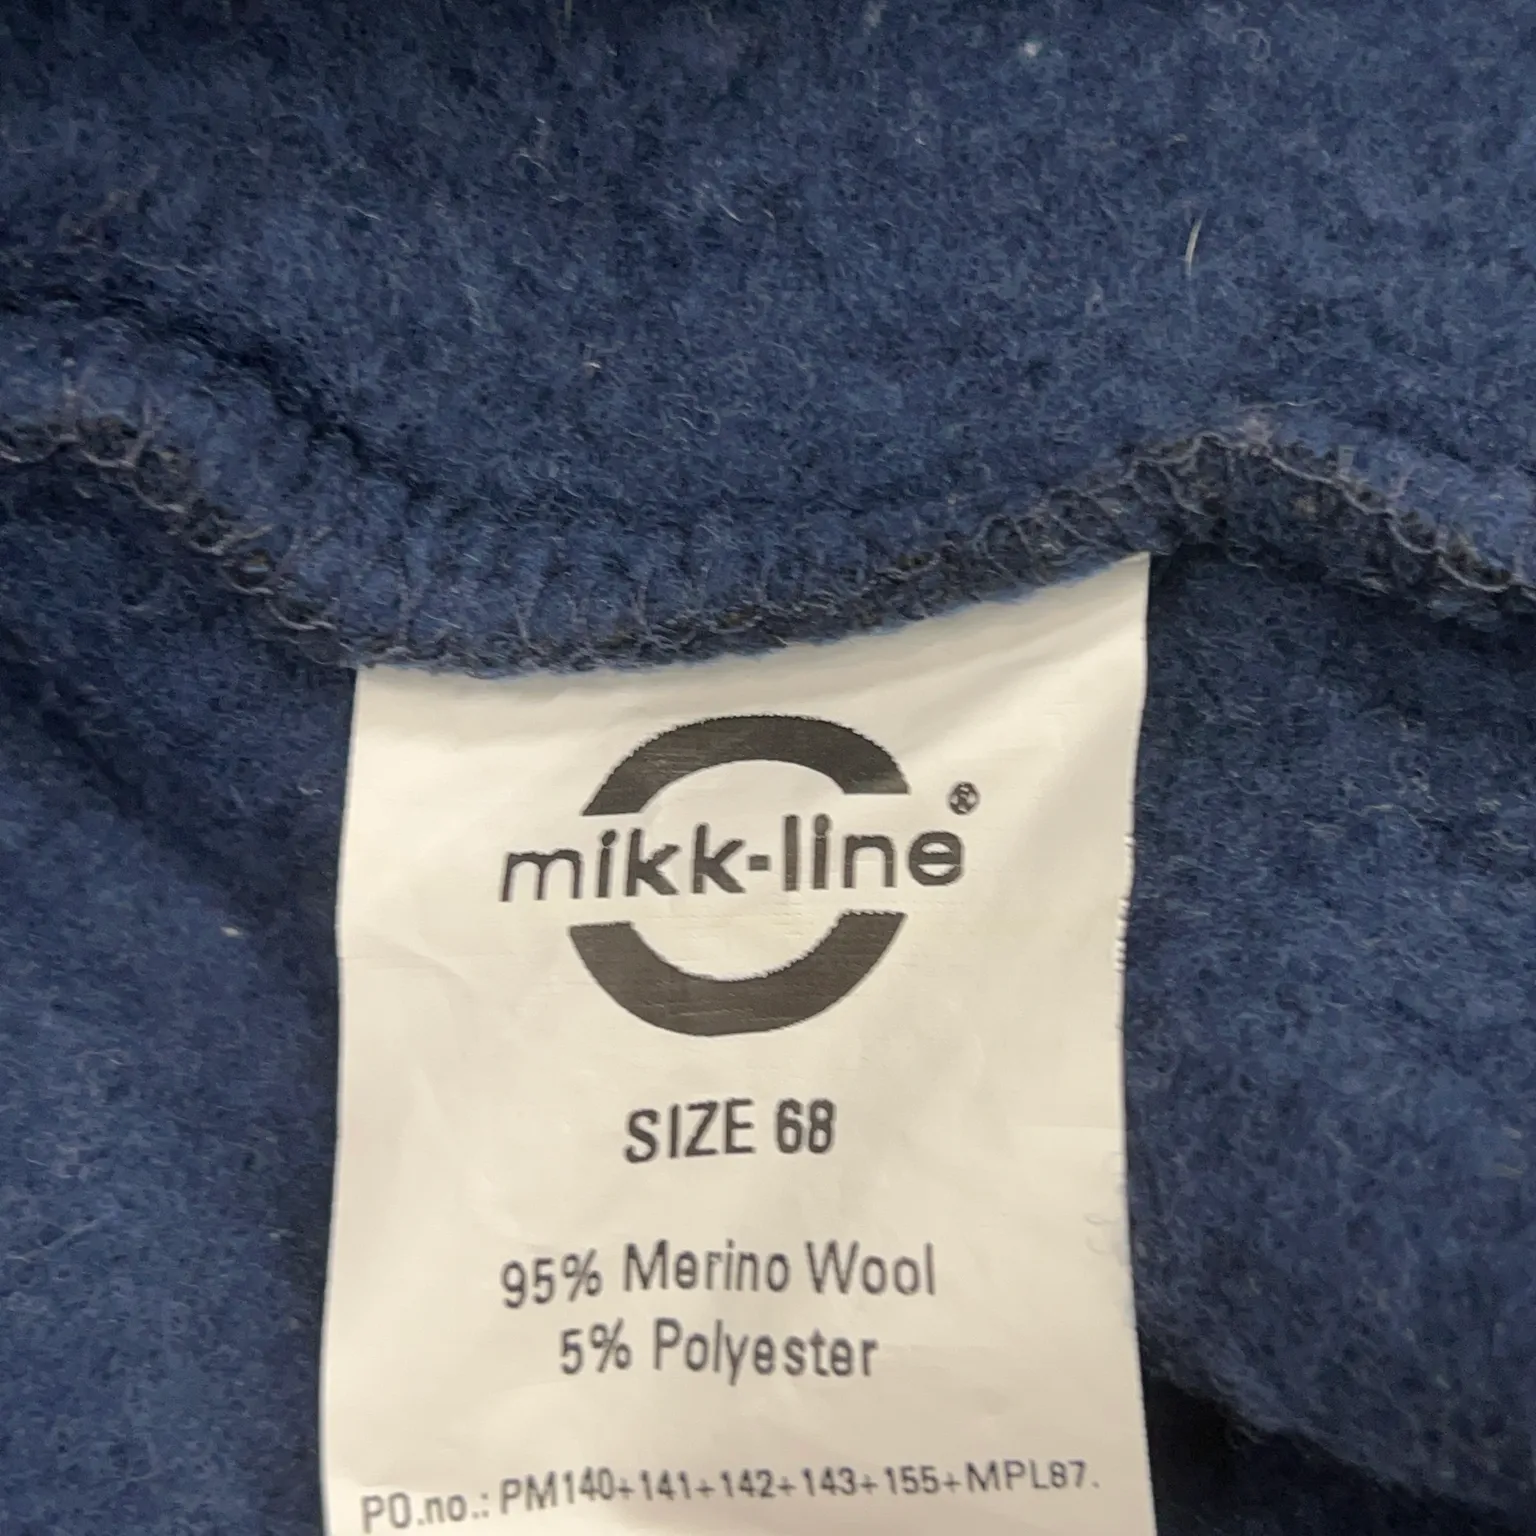 mikk-line®
SIZE 68
95% Merino Wool
5% Polyester
PO.no.: PM140+141+142+143+155+MPL87.